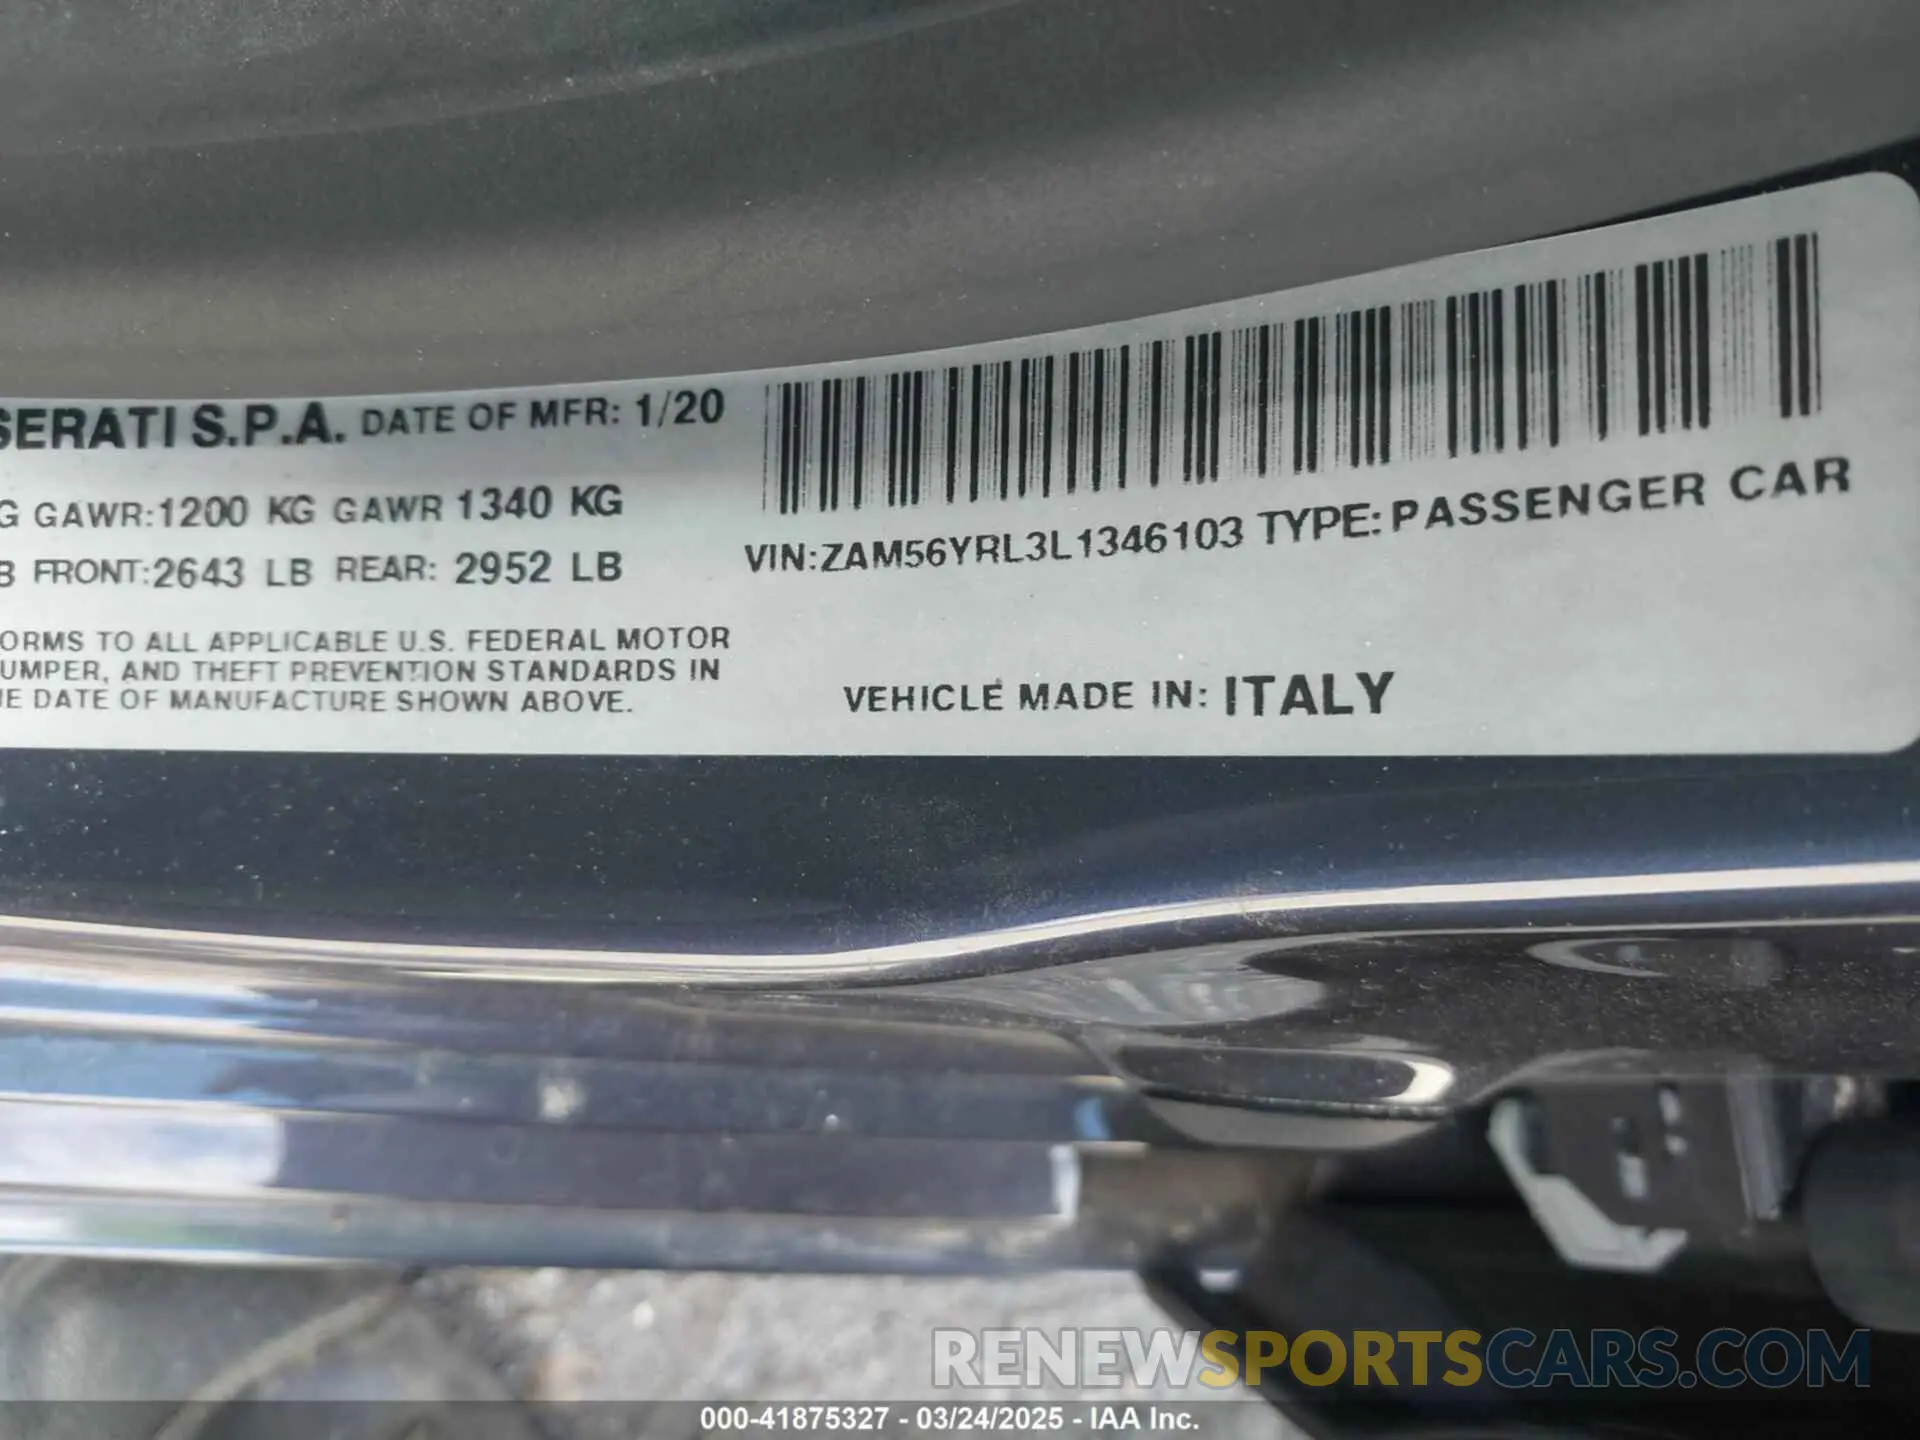 SERATI S.P.A. DATE OF MFR: 1/20
G GAWR:1200 KG GAWR 1340 KG
B FRONT:2643 LB REAR: 2952 LB
ORMS TO ALL APPLICABLE U.S. FEDERAL MOTOR
UMPER, AND THEFT PREVENTION STANDARDS IN
E DATE OF MANUFACTURE SHOWN ABOVE.
VIN:ZAM56YRL3L1346103 TYPE:PASSENGER CAR
VEHICLE MADE IN: ITALY
RENEWSPORTSCARS.COM
000-41875327 - 03/24/2025 - IAA Inc.